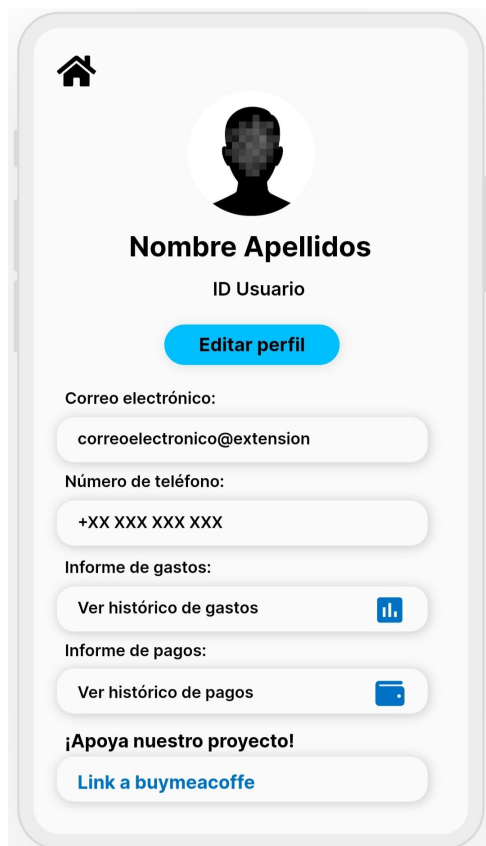 Nombre Apellidos
ID Usuario
Editar perfil
Correo electrónico:
correoelectronico@extension
Número de teléfono:
+XX XXX XXX XXX
Informe de gastos:
Ver histórico de gastos
Informe de pagos:
Ver histórico de pagos
¡Apoya nuestro proyecto!
Link a buymeacoffe